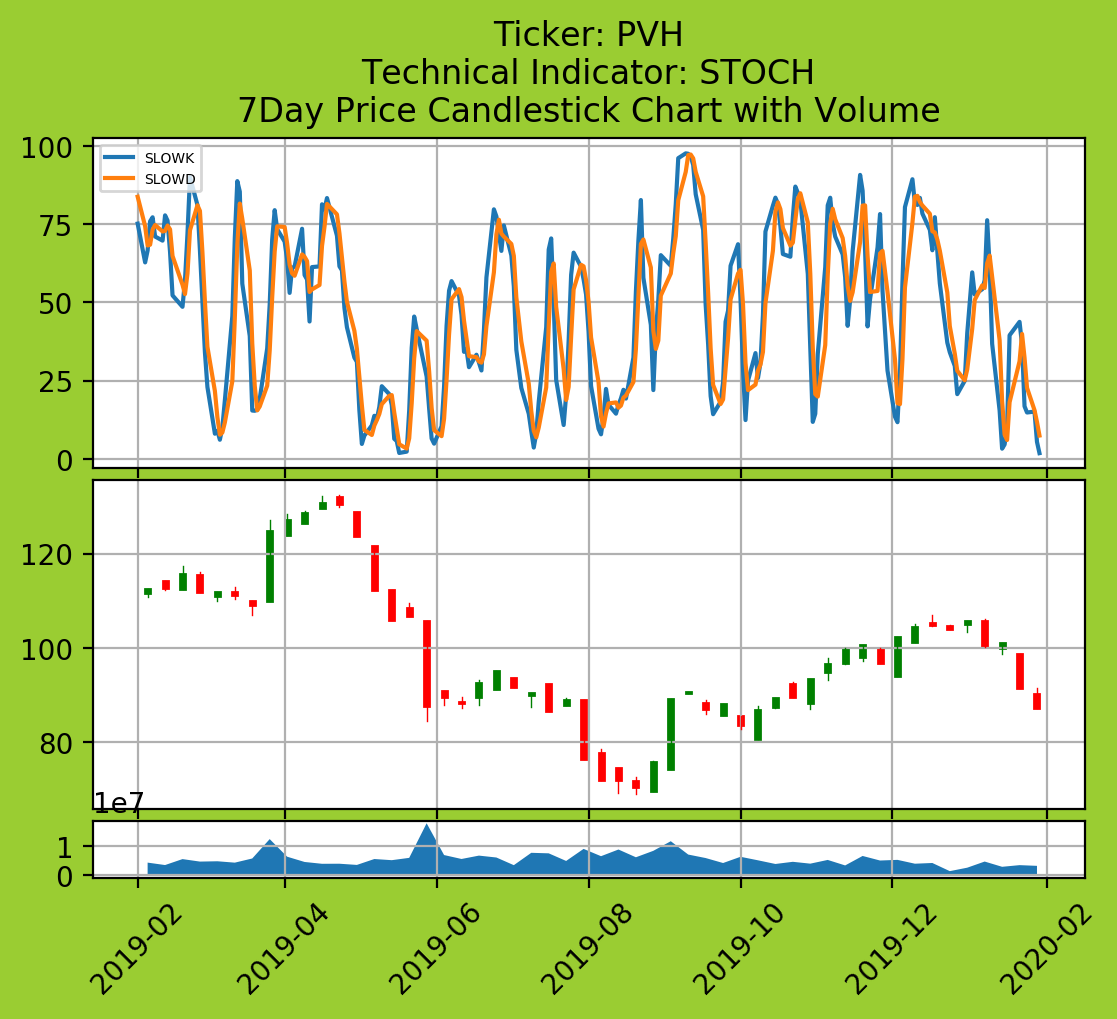 Ticker: PVH
Technical Indicator: STOCH
7Day Price Candlestick Chart with Volume
100
75
50
25
0
SLOWK
SLOWD
120
100
80
1e7
1
0
2019-02
2019-04
2019-06
2019-08
2019-10
2019-12
2020-02